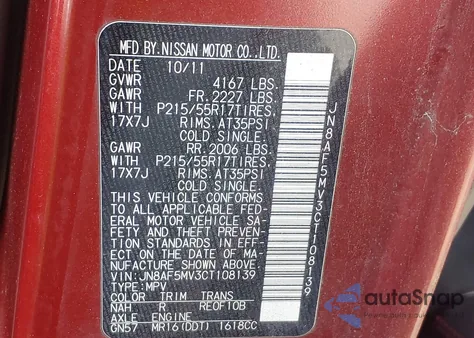 MFD BY.NISSAN MOTOR CO.,LTD.
DATE 10/11
GVWR 4167 LBS.
GAWR FR.2227 LBS.
WITH P215/55R17TIRES,
17X7J RIMS.AT35PSI
COLD SINGLE.
GAWR RR.2006 LBS.
WITH P215/55R17TIRES,
17X7J RIMS.AT35PSI
COLD SINGLE.
THIS VEHICLE CONFORMS
TO ALL APPLICABLE FED-
ERAL MOTOR VEHICLE SA-
FETY AND THEFT PREVENTION
STANDARDS IN EFFECT
ON THE DATE OF MA-
NUFACTURE SHOWN ABOVE
VIN:JN8AF5MV3CT108139
TYPE:MPV
COLOR TRIM TRANS
NAH R RE0F10B
AXLE ENGINE
GN57 MR16(DDT) 1618CC
JN8AF5MV3CT108139
autoSnap